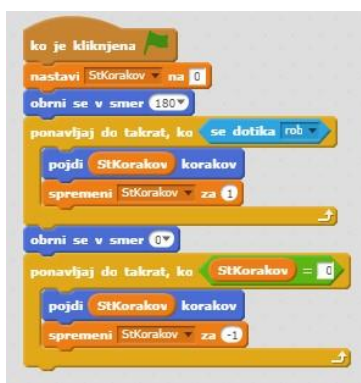 ko je kliknjena
nastavi StKorakov na 0
obrni se v smer 180
ponavljaj do takrat, ko se dotika rob
pojdi StKorakov korakov
spremeni StKorakov za 1
obrni se v smer 0
ponavljaj do takrat, ko StKorakov = 0
pojdi StKorakov korakov
spremeni StKorakov za -1